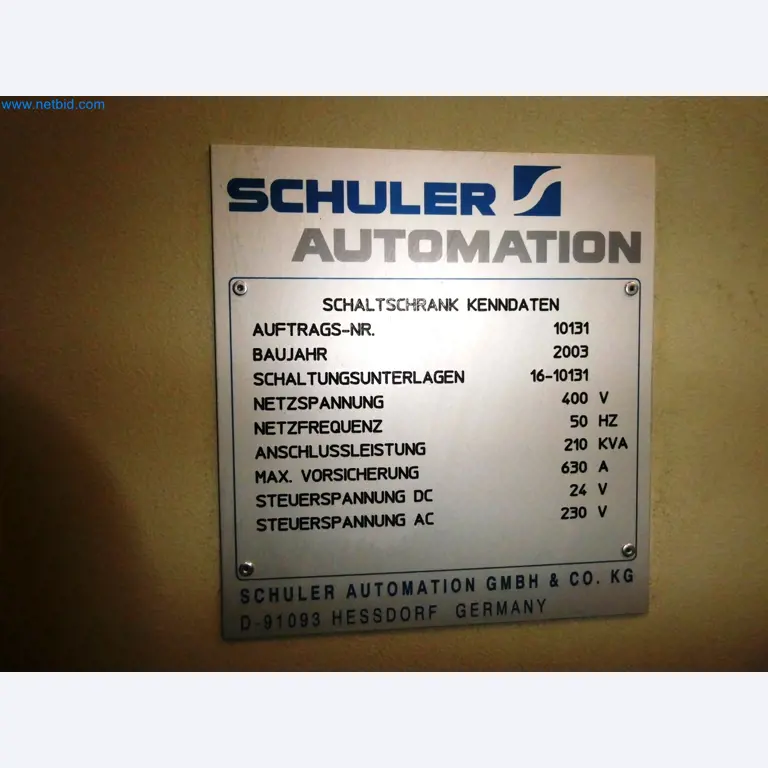 www.netbid.com
SCHULER
AUTOMATION
SCHALTSCHRANK KENNDATEN
AUFTRAGS-NR. 10131
BAUJAHR 2003
SCHALTUNGSUNTERLAGEN 16-10131
NETZSPANNUNG 400 V
NETZFREQUENZ 50 HZ
ANSCHLUSSLEISTUNG 210 KVA
MAX. VORSICHERUNG 630 A
STEUERSPANNUNG DC 24 V
STEUERSPANNUNG AC 230 V
SCHULER AUTOMATION GMBH & CO. KG
D-91093 HESSDORF GERMANY